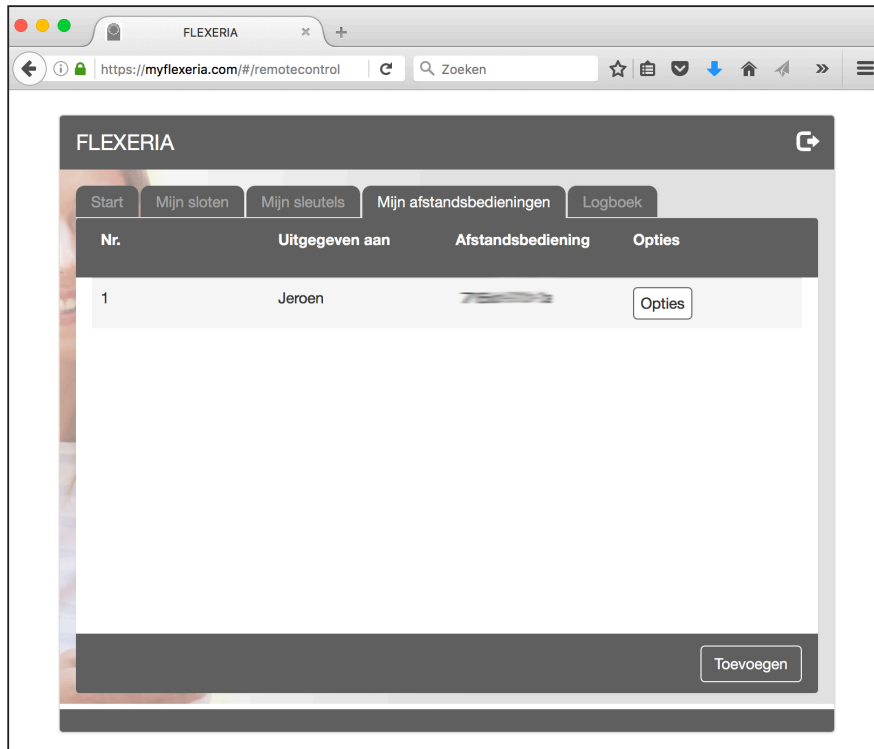 FLEXERIA
https://myflexeria.com/#/remotecontrol Zoeken
FLEXERIA
Start Mijn sloten Mijn sleutels Mijn afstandsbedieningen Logboek
Nr. Uitgegeven aan Afstandsbediening Opties
1 Jeroen Opties
Toevoegen